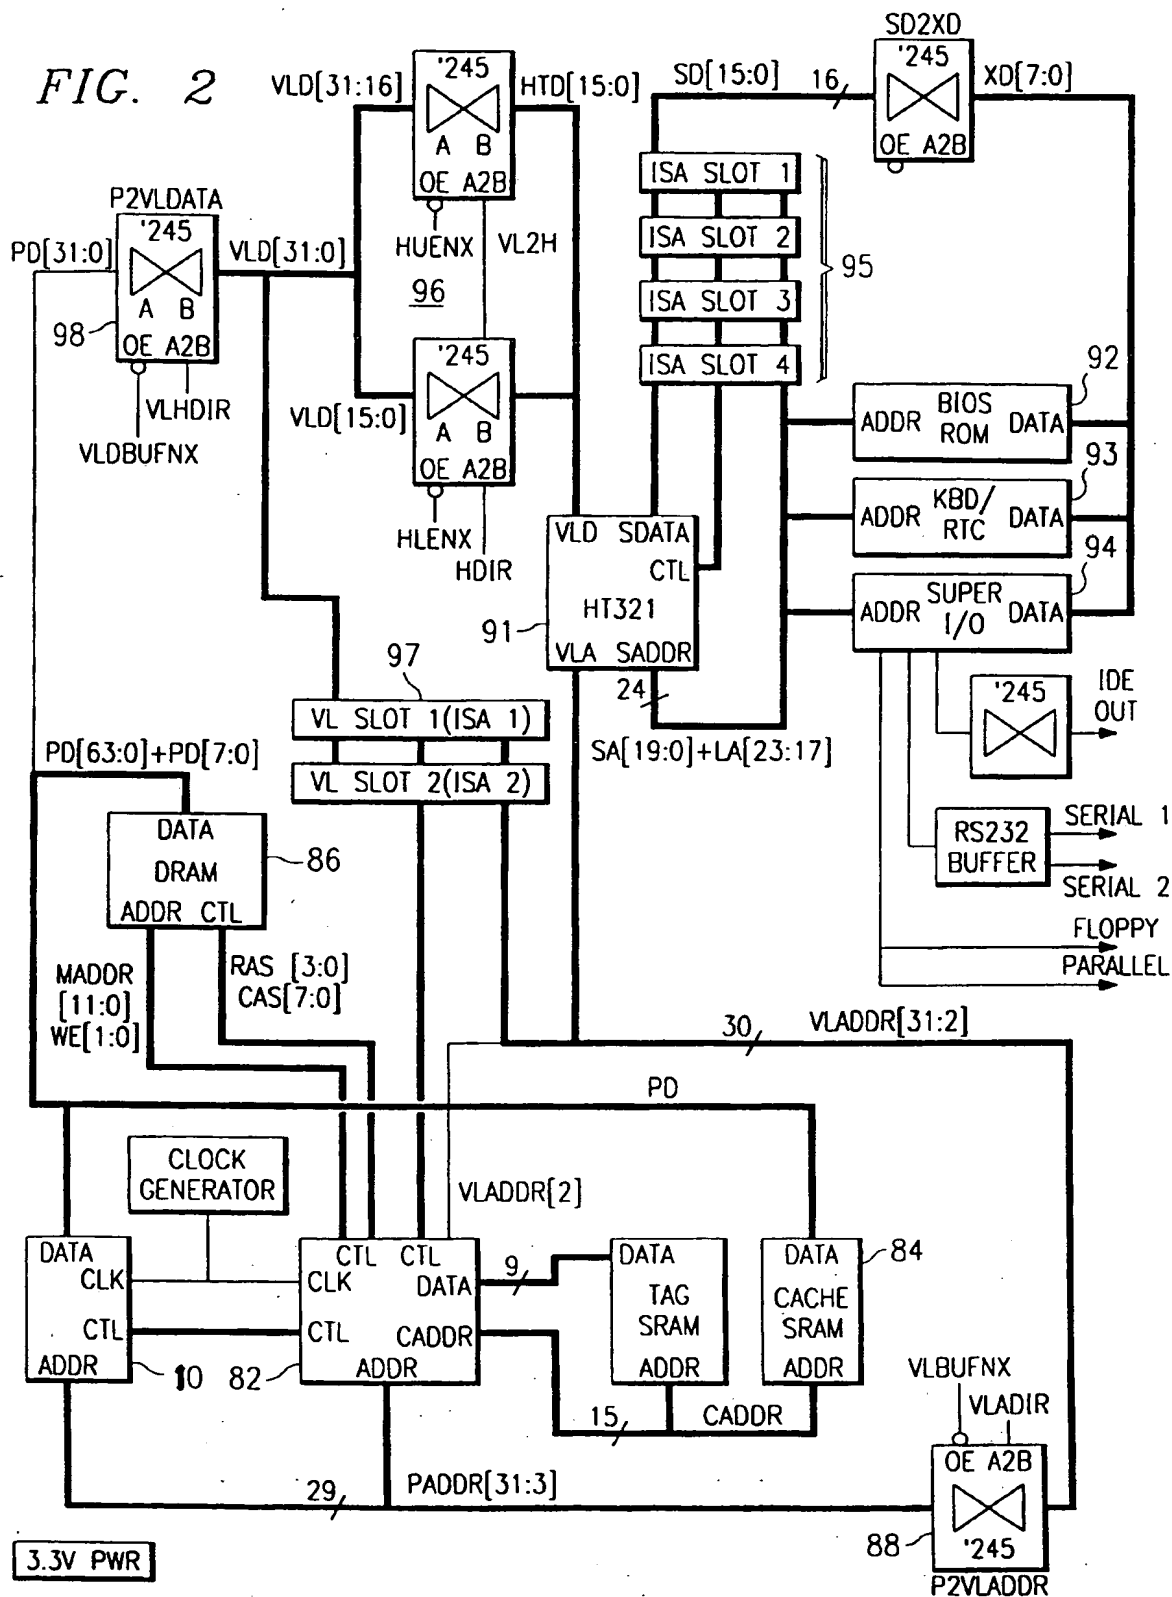 FIG. 2
SD2XD
'245
OE A2B
SD[15:0]
16
XD[7:0]
VLD[31:16]
'245
A B
OE A2B
HTD[15:0]
HUENX
VL2H
96
ISA SLOT 1
ISA SLOT 2
ISA SLOT 3
ISA SLOT 4
95
P2VLDATA
PD[31:0]
'245
A B
OE A2B
98
VLD[31:0]
VLHDIR
VLDBUFNX
VLD[15:0]
'245
A B
OE A2B
HLENX
HDIR
92
ADDR BIOS ROM DATA
93
ADDR KBD/ RTC DATA
94
ADDR SUPER I/O DATA
VLD SDATA
CTL
HT321
91
VLA SADDR
24
SA[19:0]+LA[23:17]
'245
IDE
OUT
97
VL SLOT 1(ISA 1)
VL SLOT 2(ISA 2)
RS232
BUFFER
SERIAL 1
SERIAL 2
FLOPPY
PARALLEL
PD[63:0]+PD[7:0]
DATA
DRAM
ADDR CTL
86
MADDR
[11:0]
WE[1:0]
RAS [3:0]
CAS[7:0]
30
VLADDR[31:2]
PD
CLOCK
GENERATOR
VLADDR[2]
DATA
CLK
CTL
ADDR
10
CTL CTL
CLK
DATA
CTL
CADDR
ADDR
82
9
DATA
TAG
SRAM
ADDR
DATA
CACHE
SRAM
ADDR
84
15
CADDR
VLBUFNX
VLADIR
OE A2B
'245
88
P2VLADDR
29
PADDR[31:3]
3.3V PWR